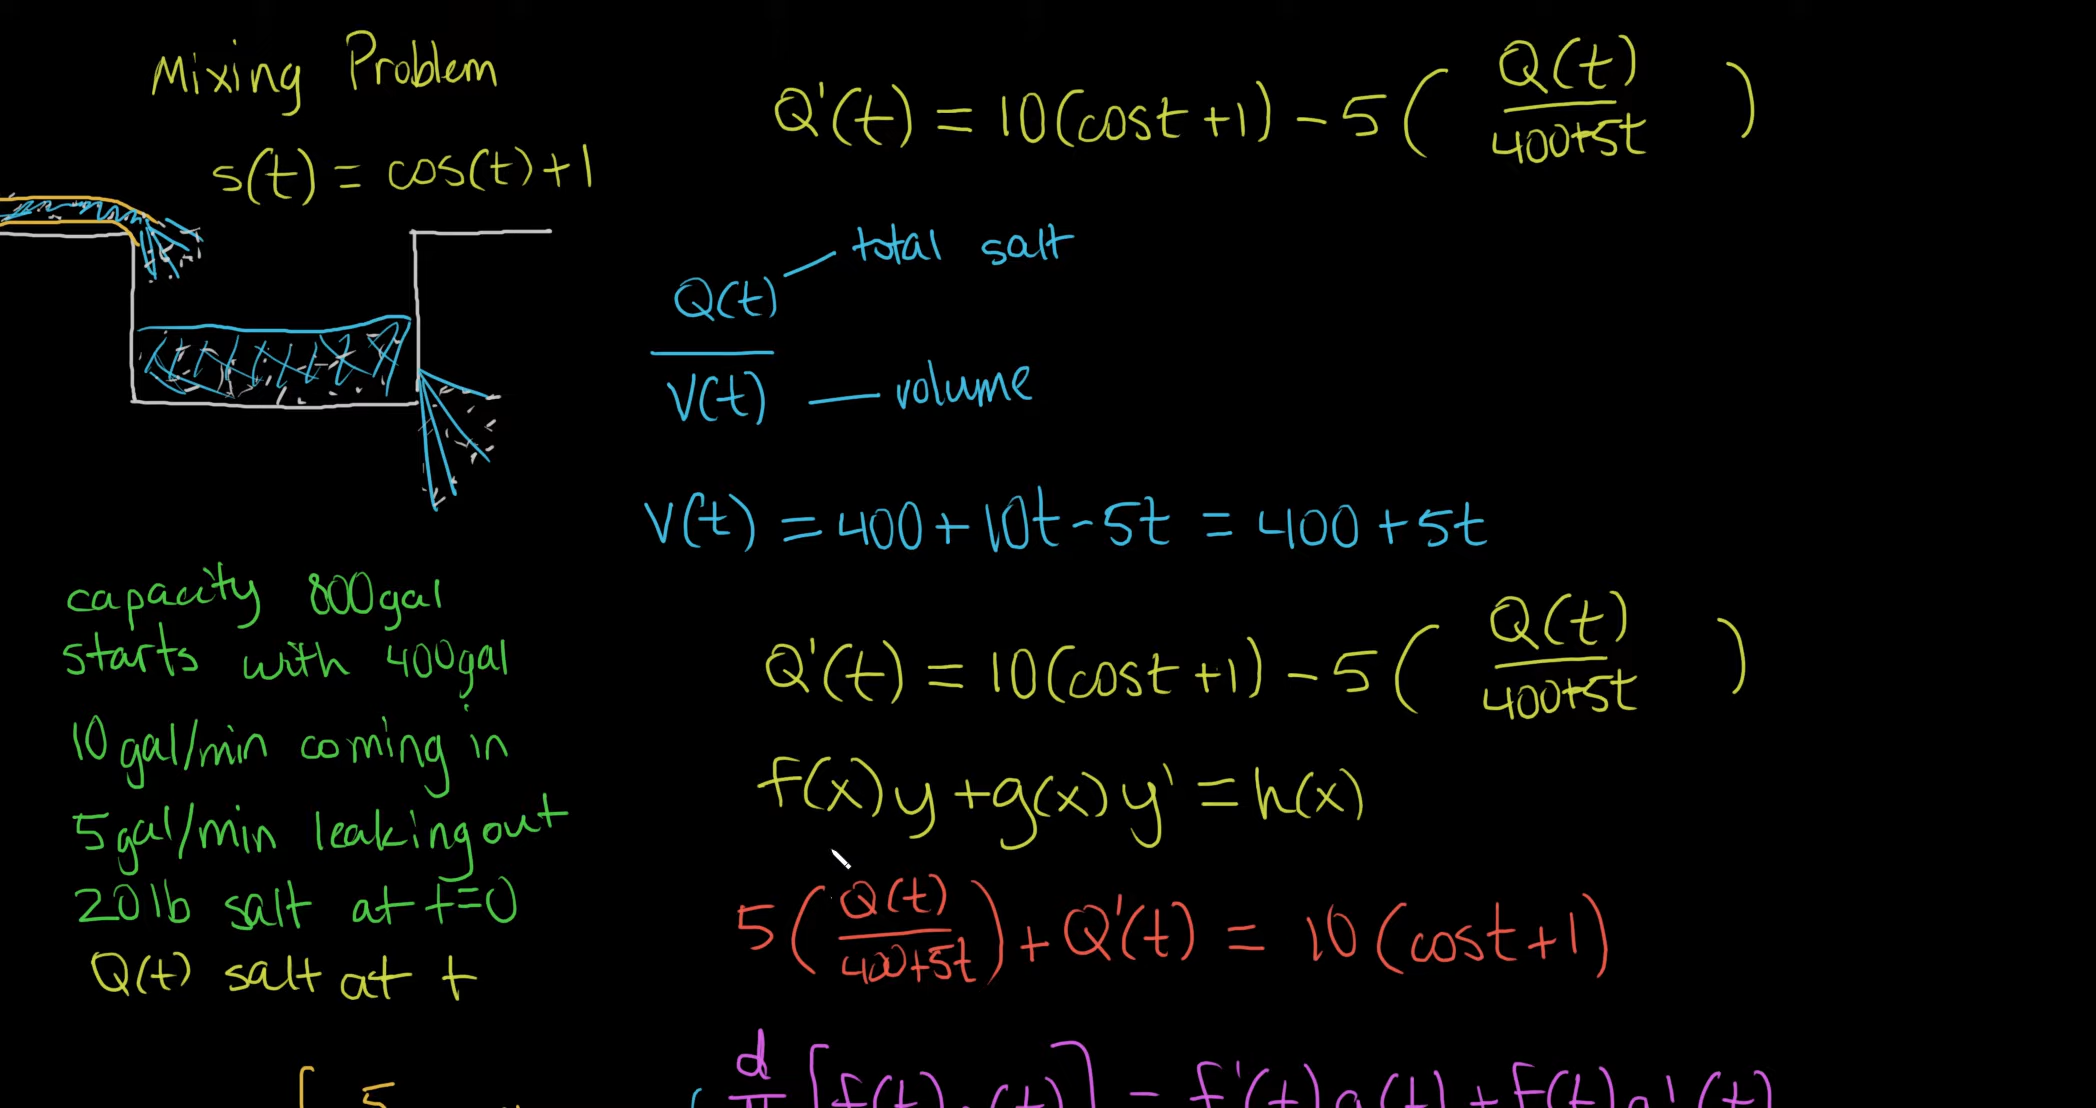 Mixing Problem
s(t) = cos(t)+1
Q'(t) = 10(cost+1) - 5( Q(t) / 400+5t )
Q(t) — total salt
V(t) — volume
V(t) = 400+10t-5t = 400+5t
capacity 800gal
starts with 400gal
10gal/min coming in
5gal/min leaking out
20lb salt at t=0
Q(t) salt at t
Q'(t) = 10(cost+1) - 5( Q(t) / 400+5t )
f(x)y+g(x)y' = h(x)
5( Q(t) / 400+5t ) + Q'(t) = 10(cost+1)